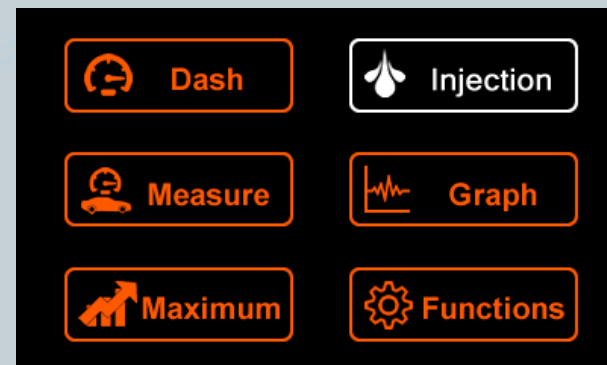 Dash
Injection
Measure
Graph
Maximum
Functions